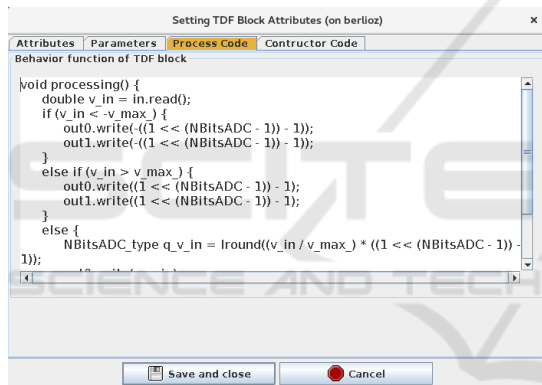 Setting TDF Block Attributes (on berlioz)
×
Attributes Parameters Process Code Contructor Code
Behavior function of TDF block
void processing() {
double v_in = in.read();
if (v_in < -v_max_) {
out0.write(-((1 << (NBitsADC - 1)) - 1));
out1.write(-((1 << (NBitsADC - 1)) - 1));
}
else if (v_in > v_max_) {
out0.write((1 << (NBitsADC - 1)) - 1);
out1.write((1 << (NBitsADC - 1)) - 1);
}
else {
NBitsADC_type q_v_in = lround((v_in / v_max_) * ((1 << (NBitsADC - 1)) -
1));
SCIENCE AND TECH
Save and close Cancel